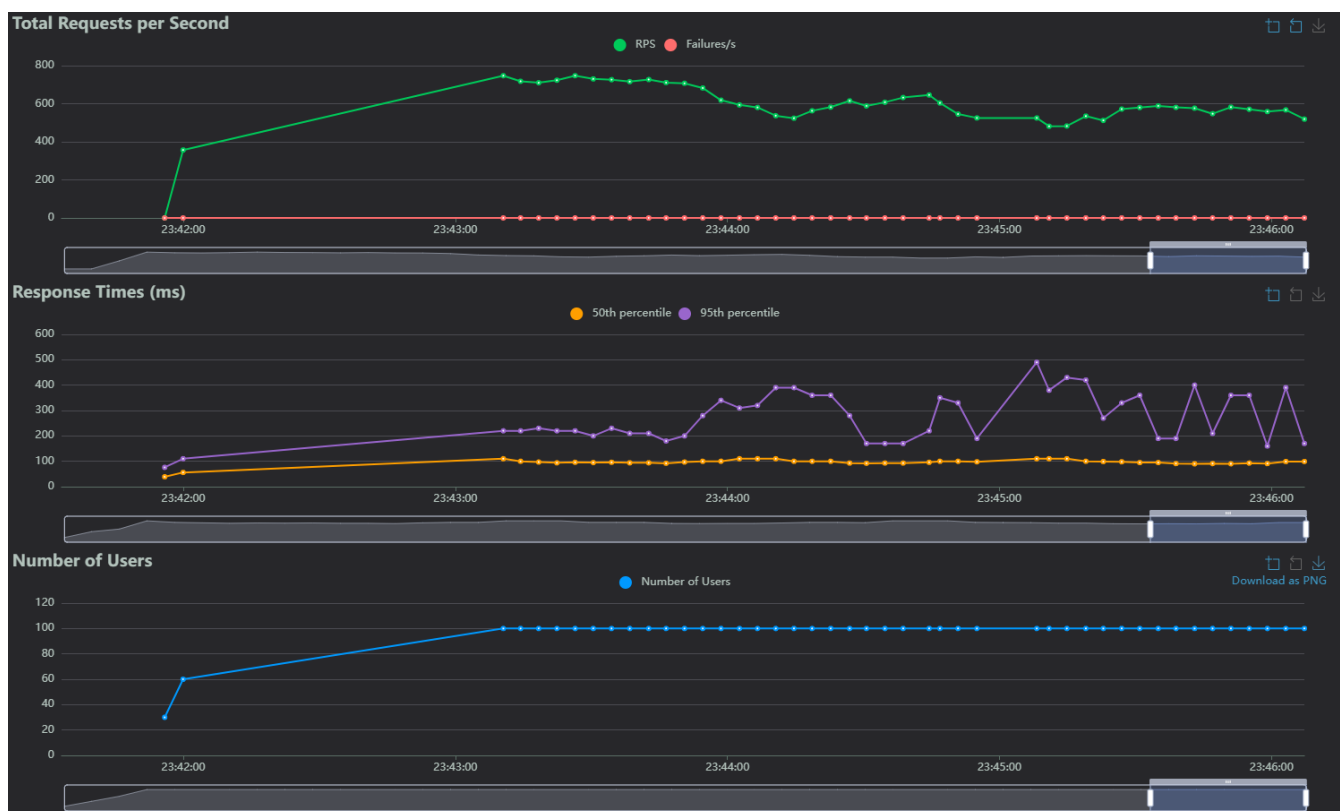 Total Requests per Second
RPS Failures/s
800
600
400
200
0
23:42:00 23:43:00 23:44:00 23:45:00 23:46:00
Response Times (ms)
50th percentile 95th percentile
600
500
400
300
200
100
0
23:42:00 23:43:00 23:44:00 23:45:00 23:46:00
Number of Users
Number of Users
Download as PNG
120
100
80
60
40
20
0
23:42:00 23:43:00 23:44:00 23:45:00 23:46:00